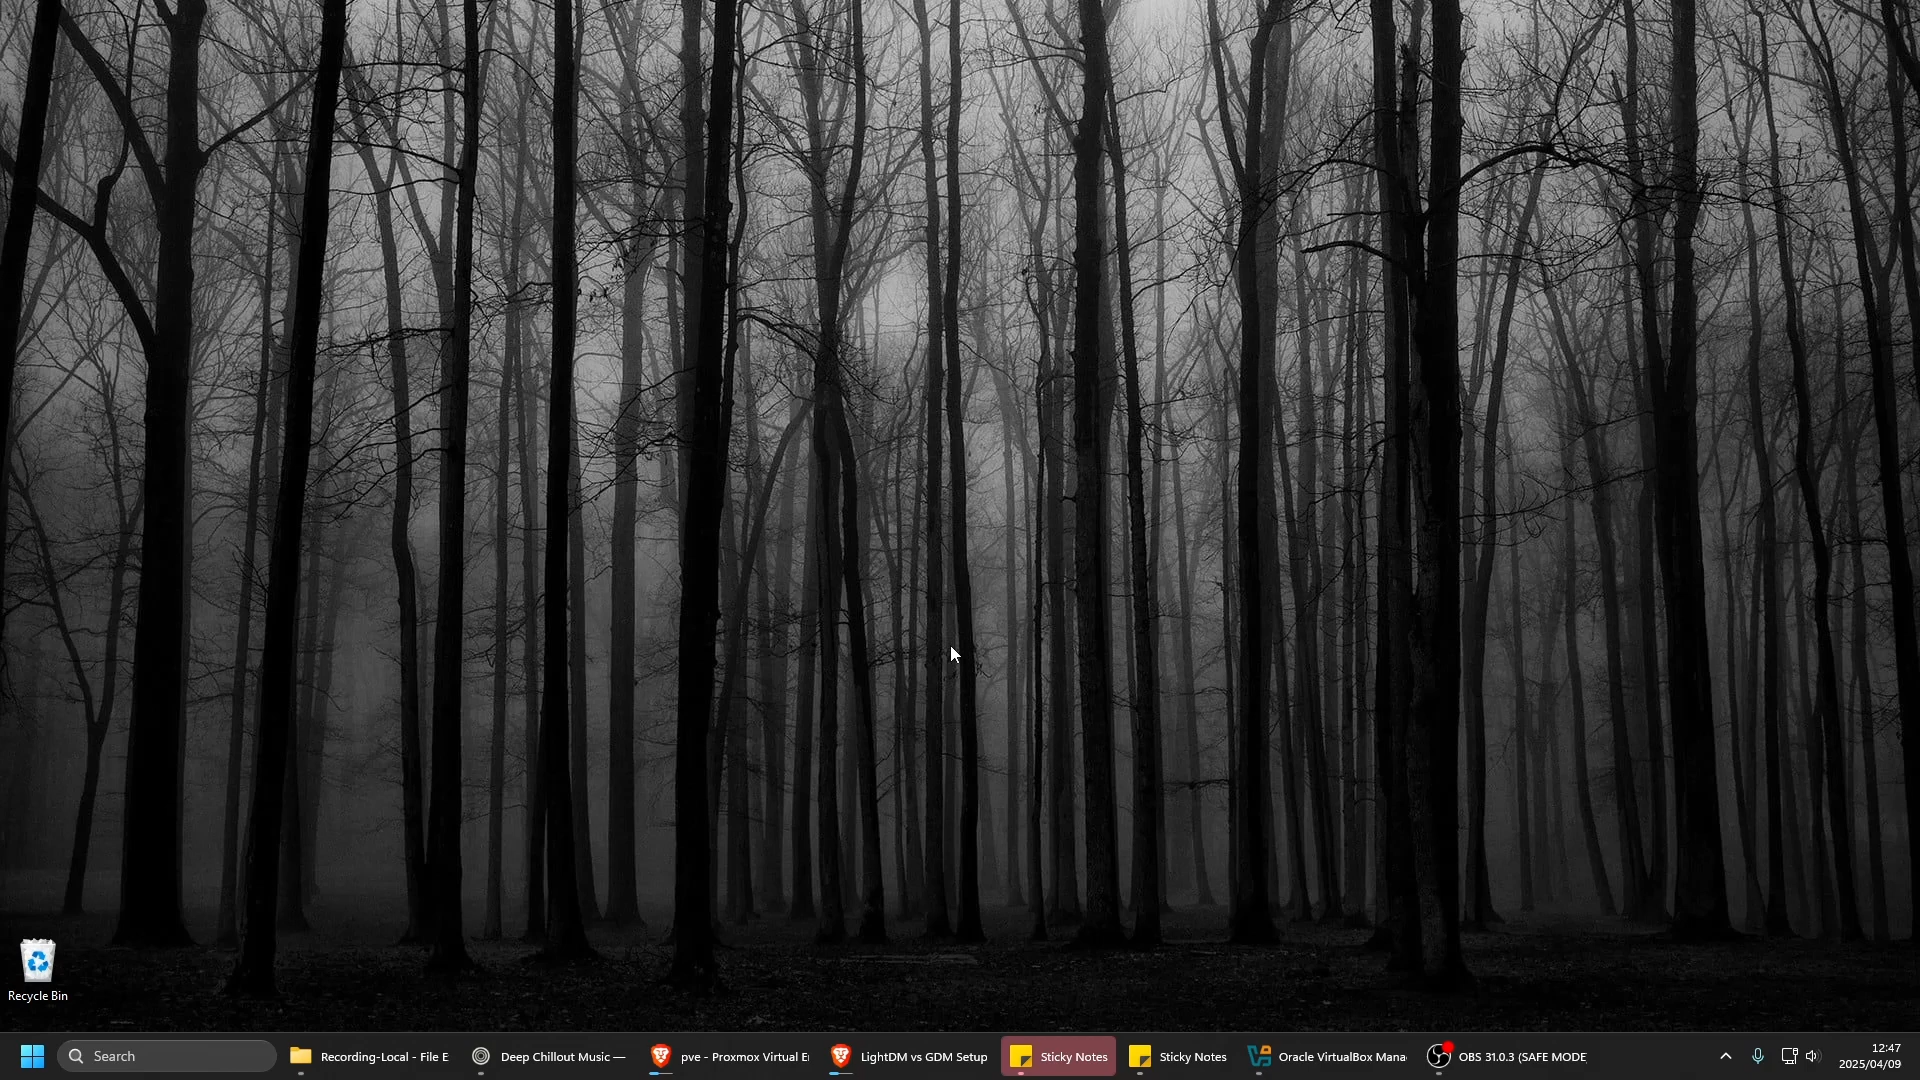 Recycle Bin
Search
Recording-Local - File E
Deep Chillout Music —
pve - Proxmox Virtual E
LightDM vs GDM Setup
Sticky Notes
Sticky Notes
Oracle VirtualBox Mana
OBS 31.0.3 (SAFE MODE
12:47
2025/04/09